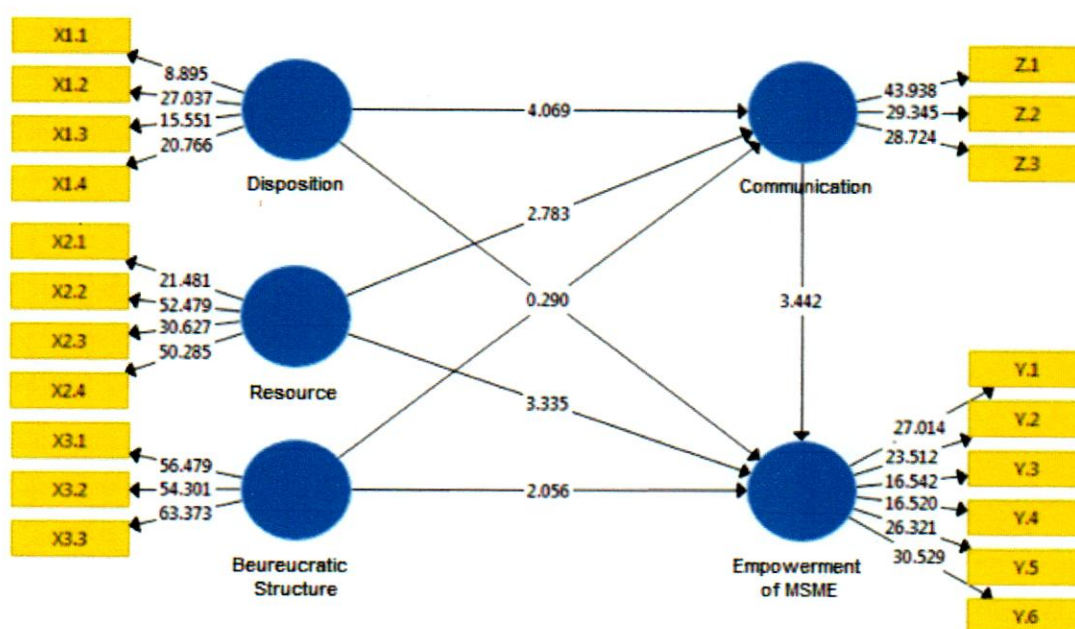 X1.1
X1.2
X1.3
X1.4
8.895
27.037
15.551
20.766
Disposition
X2.1
X2.2
X2.3
X2.4
21.481
52.479
30.627
50.285
Resource
X3.1
X3.2
X3.3
56.479
54.301
63.373
Beureucratic
Structure
4.069
2.783
0.290
3.335
2.056
3.442
Communication
43.938
29.345
28.724
Z.1
Z.2
Z.3
Empowerment
of MSME
27.014
23.512
16.542
16.520
26.321
30.529
Y.1
Y.2
Y.3
Y.4
Y.5
Y.6